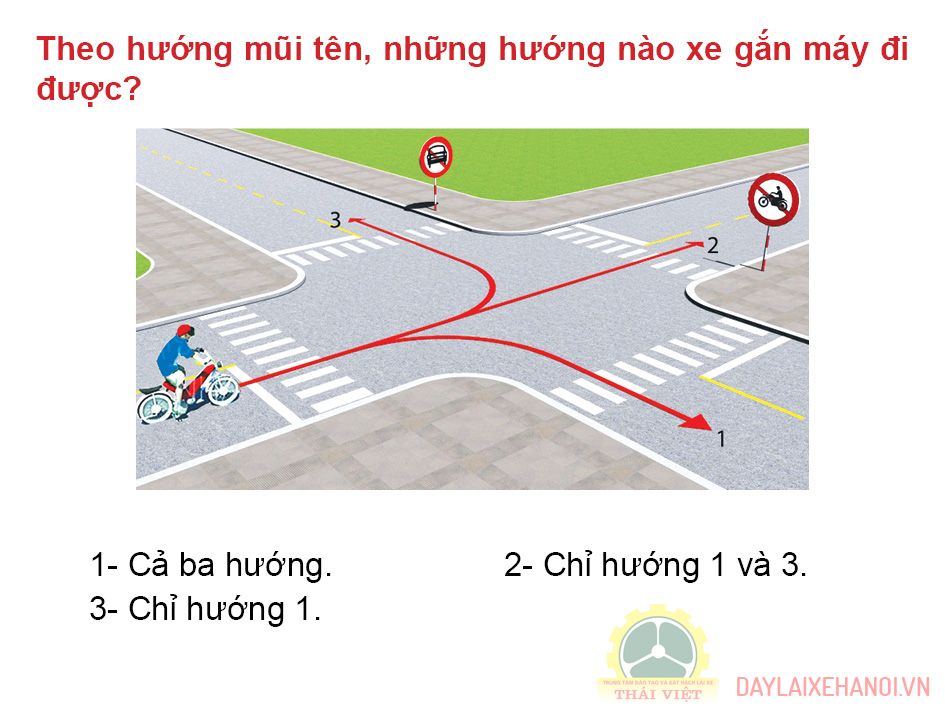 Theo hướng mũi tên, những hướng nào xe gắn máy đi
được?
3
2
1
1- Cả ba hướng. 2- Chỉ hướng 1 và 3.
3- Chỉ hướng 1.
TRUNG TÂM ĐÀO TẠO VÀ SÁT HẠCH LÁI XE
THÁI VIỆT
DAYLAIXEHANOI.VN